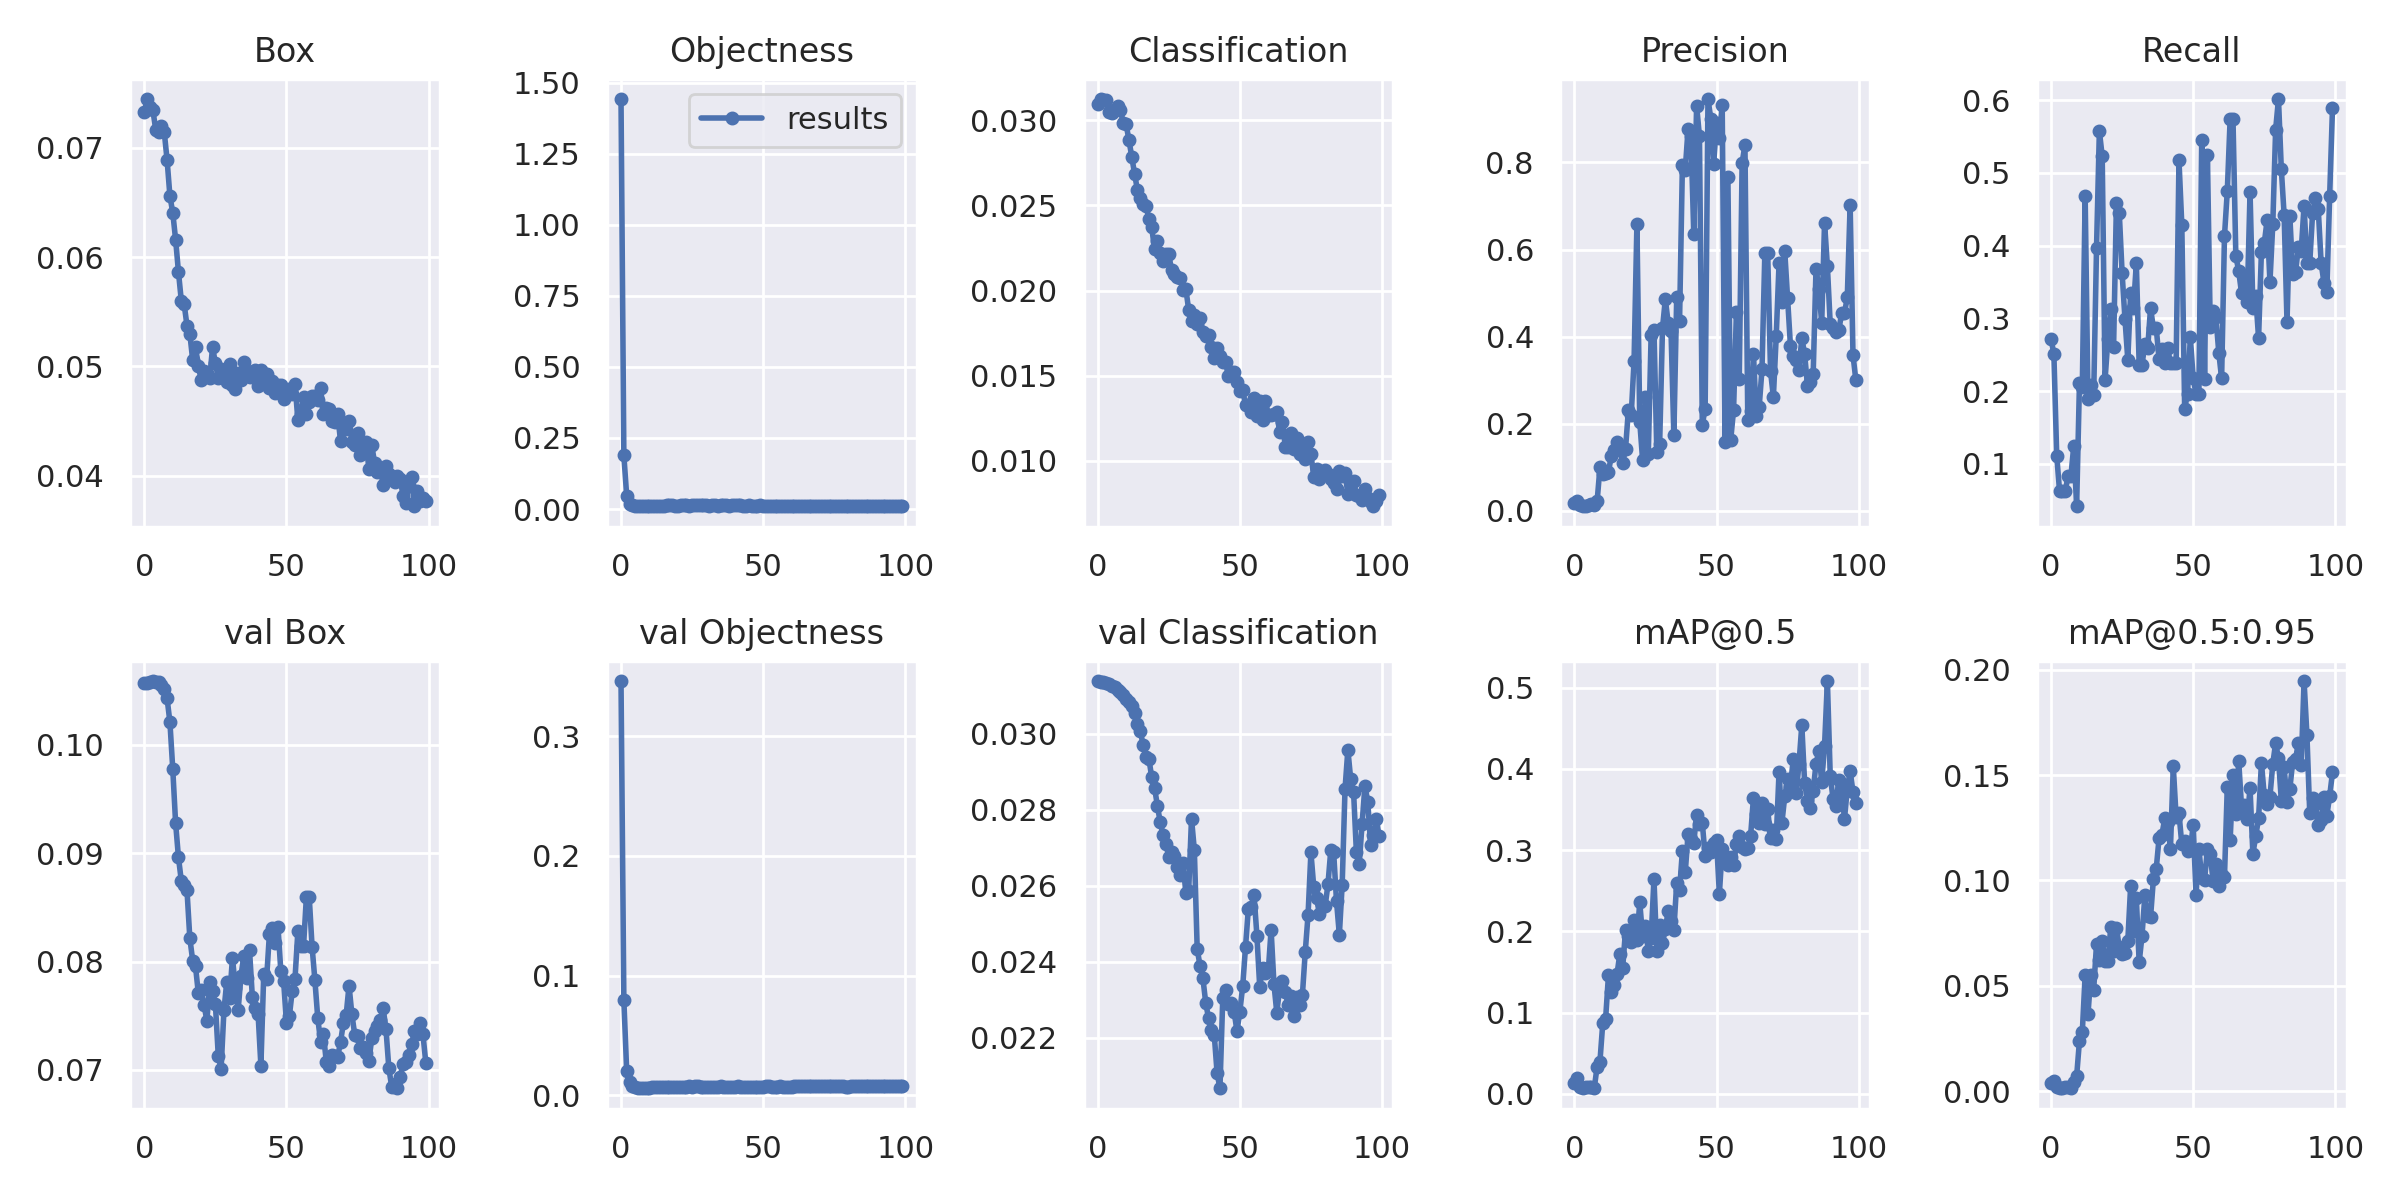 Box
Objectness
Classification
Precision
Recall
0.07
0.06
0.05
0.04
0 50 100
1.50
1.25
1.00
0.75
0.50
0.25
0.00
results
0 50 100
0.030
0.025
0.020
0.015
0.010
0 50 100
0.8
0.6
0.4
0.2
0.0
0 50 100
0.6
0.5
0.4
0.3
0.2
0.1
0 50 100
val Box
val Objectness
val Classification
mAP@0.5
mAP@0.5:0.95
0.10
0.09
0.08
0.07
0 50 100
0.3
0.2
0.1
0.0
0 50 100
0.030
0.028
0.026
0.024
0.022
0 50 100
0.5
0.4
0.3
0.2
0.1
0.0
0 50 100
0.20
0.15
0.10
0.05
0.00
0 50 100